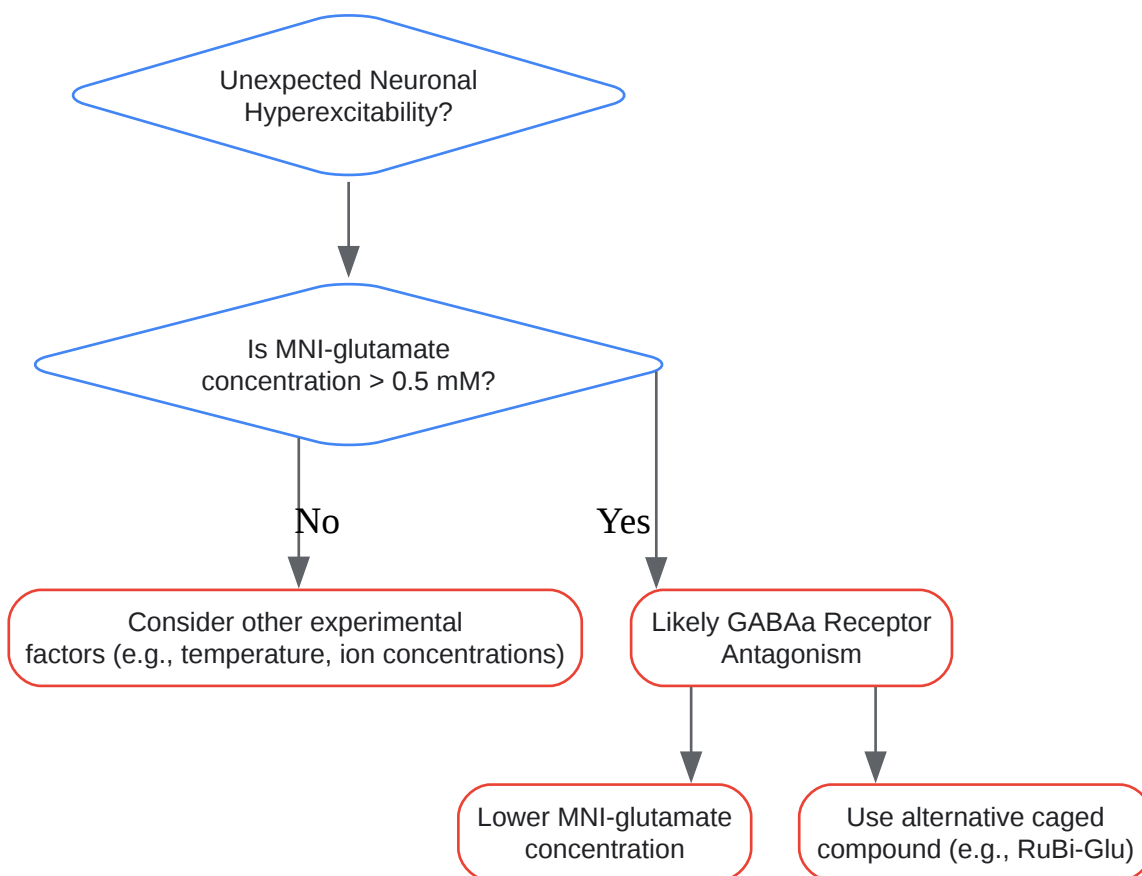 Unexpected Neuronal
Hyperexcitability?
Is MNI-glutamate
concentration > 0.5 mM?
No
Yes
Consider other experimental
factors (e.g., temperature, ion concentrations)
Likely GABAa Receptor
Antagonism
Lower MNI-glutamate
concentration
Use alternative caged
compound (e.g., RuBi-Glu)